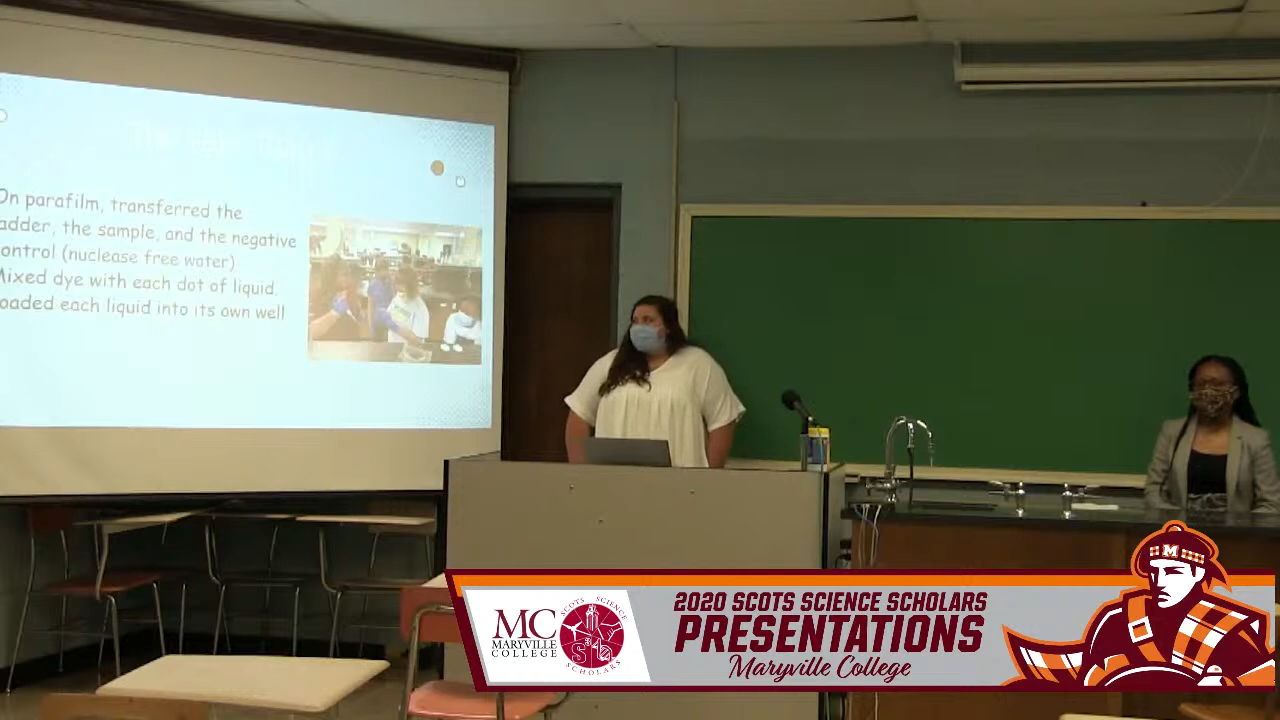 On parafilm, transferred the
adder, the sample, and the negative
ontrol (nuclease free water)
Mixed dye with each dot of liquid,
oaded each liquid into its own well
MC
MARYVILLE
COLLEGE
SCOTS SCIENCE
SCHOLARS
2020 SCOTS SCIENCE SCHOLARS
PRESENTATIONS
Maryville College
M